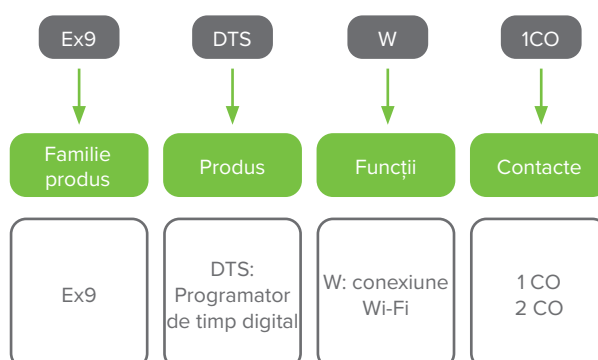 Ex9
DTS
W
1CO
Familie
produs
Produs
Funcții
Contacte
Ex9
DTS:
Programator
de timp digital
W: conexiune
Wi-Fi
1 CO
2 CO